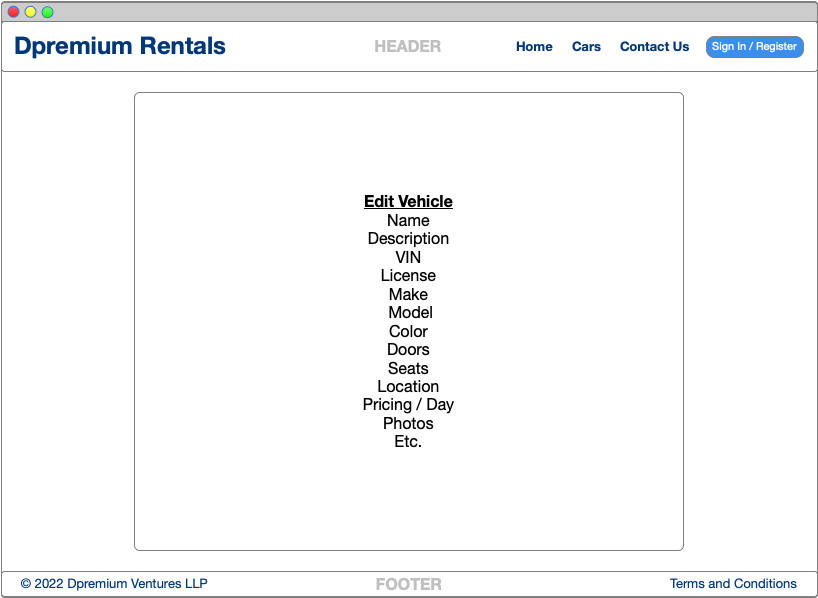 Dpremium Rentals HEADER Home Cars Contact Us Sign In / Register
Edit Vehicle
Name
Description
VIN
License
Make
Model
Color
Doors
Seats
Location
Pricing / Day
Photos
Etc.
© 2022 Dpremium Ventures LLP FOOTER Terms and Conditions